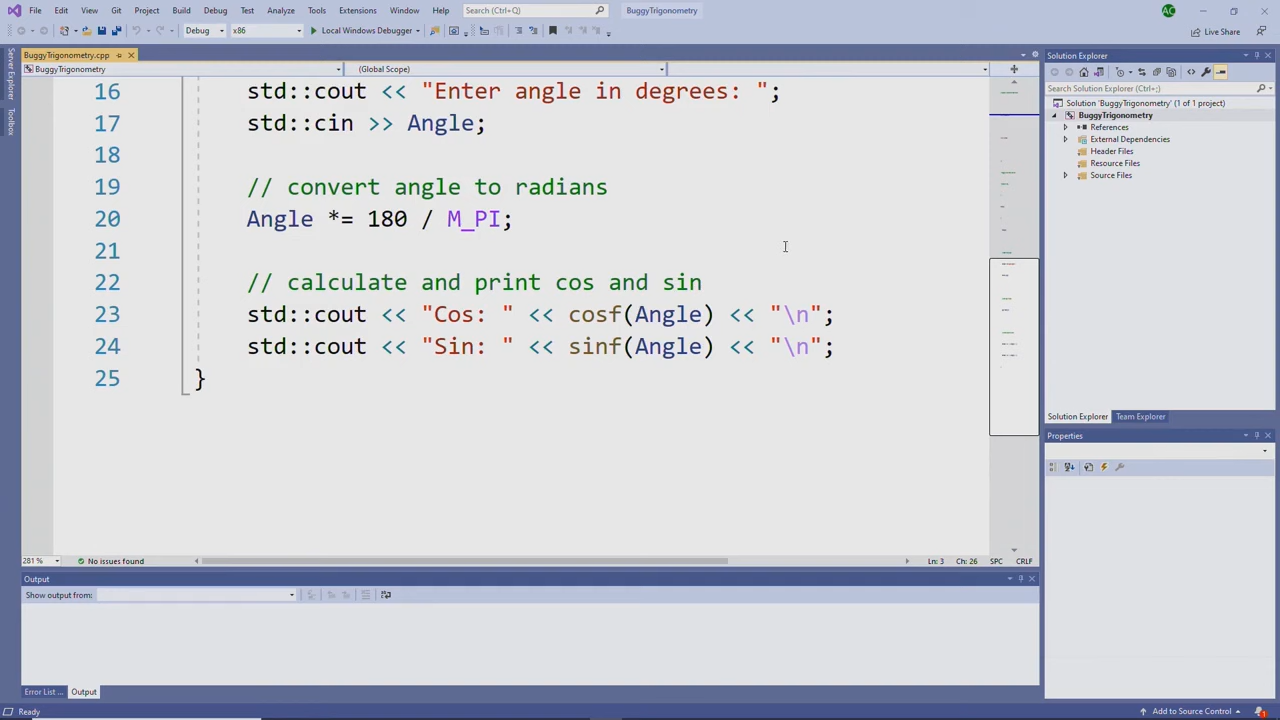 File Edit View Git Project Build Debug Test Analyze Tools Extensions Window Help Search (Ctrl+Q) BuggyTrigonometry AC
Debug x86 Local Windows Debugger Live Share
Server Explorer
Toolbox
BuggyTrigonometry.cpp
BuggyTrigonometry (Global Scope)
16 std::cout << "Enter angle in degrees: ";
17 std::cin >> Angle;
18
19 // convert angle to radians
20 Angle *= 180 / M_PI;
21
22 // calculate and print cos and sin
23 std::cout << "Cos: " << cosf(Angle) << "\n";
24 std::cout << "Sin: " << sinf(Angle) << "\n";
25 }
281 % No issues found Ln: 3 Ch: 26 SPC CRLF
Output
Show output from:
Error List ... Output
Solution Explorer
Search Solution Explorer (Ctrl+;)
Solution 'BuggyTrigonometry' (1 of 1 project)
BuggyTrigonometry
References
External Dependencies
Header Files
Resource Files
Source Files
Solution Explorer Team Explorer
Properties
Ready Add to Source Control 1